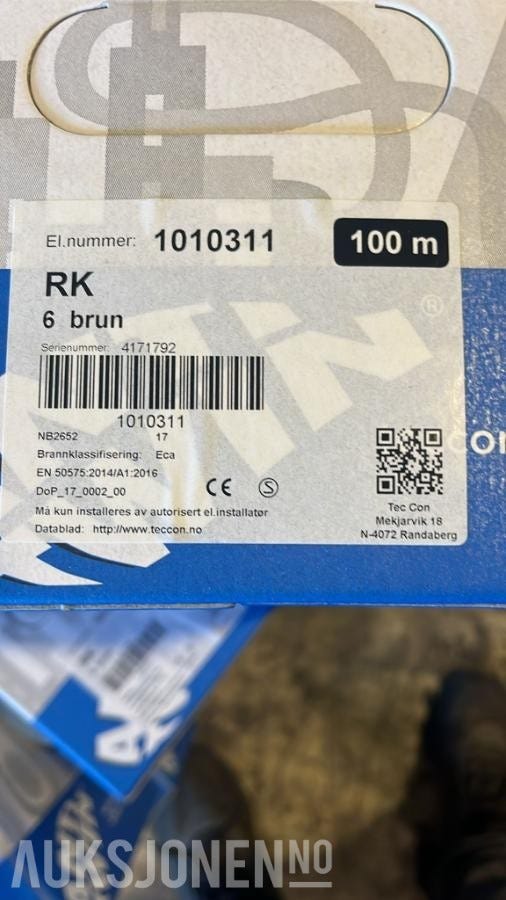 El.nummer: 1010311 100 m
RK
6 brun
Serienummer: 4171792
1010311
NB2652 17
Brannklassifisering: Eca
EN 50575:2014/A1:2016
DoP_17_0002_00 CE S
Må kun installeres av autorisert el.installatør
Datablad: http://www.teccon.no
Tec Con
Mekjarvik 18
N-4072 Randaberg
®
AUKSJONEN.NO